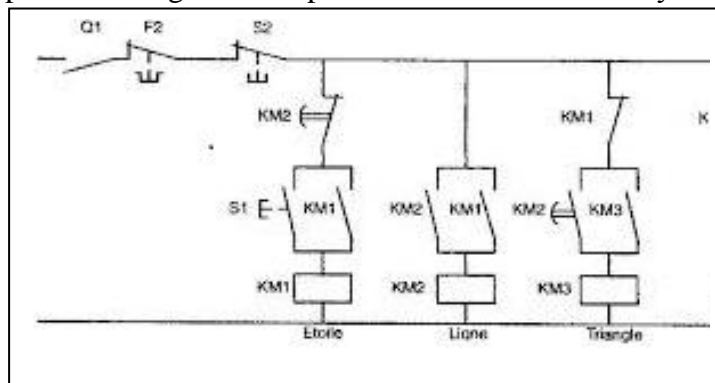 Q1 F2 S2
KM2 KM1 K
S1 KM1 KM2 KM1 KM2 KM3
KM1 KM2 KM3
Etoile Ligne Triangle